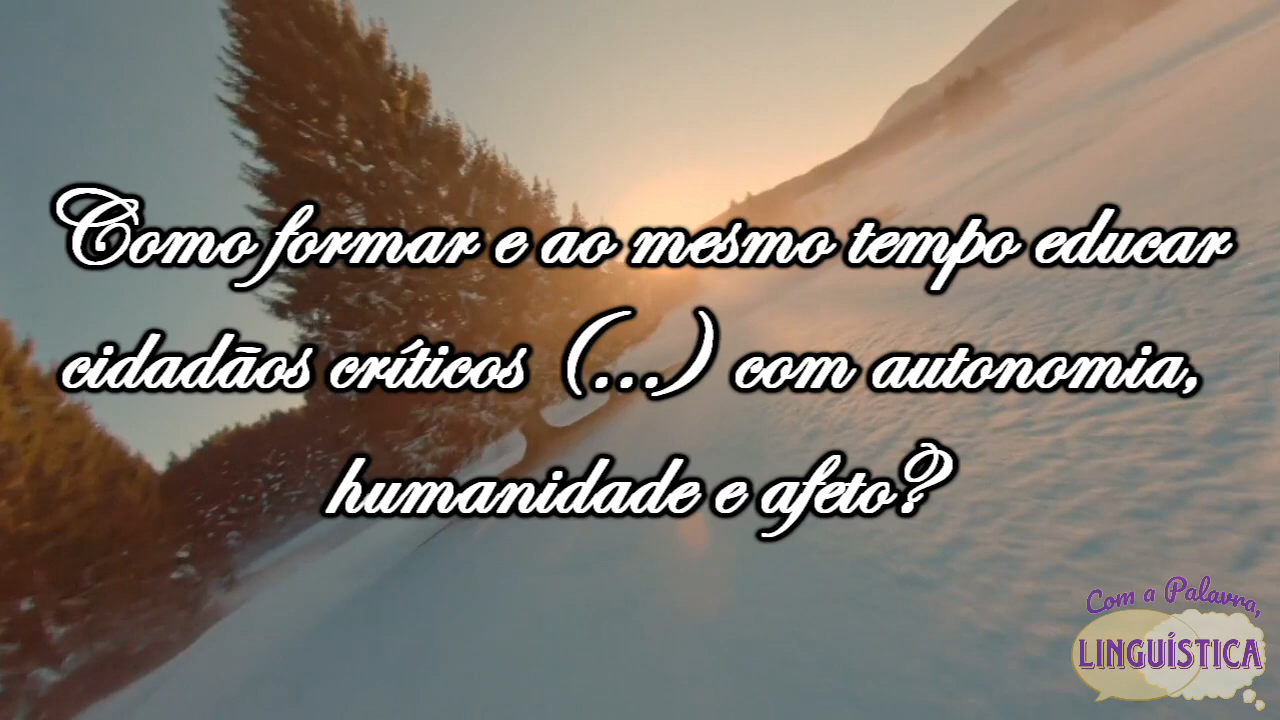 Como formar e ao mesmo tempo educar
cidadãos críticos (...) com autonomia,
humanidade e afeto?
Com a Palavra,
LINGUÍSTICA